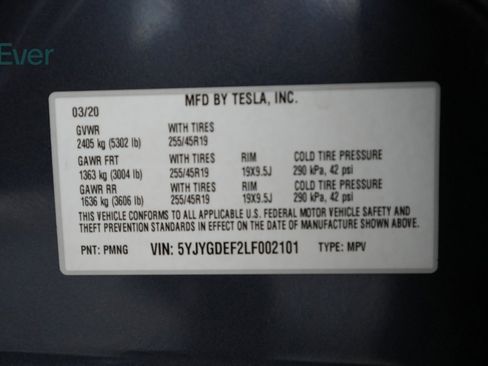 Ever
MFD BY TESLA, INC.
03/20
GVWR WITH TIRES
2405 kg (5302 lb) 255/45R19
GAWR FRT WITH TIRES RIM COLD TIRE PRESSURE
1363 kg (3004 lb) 255/45R19 19X9.5J 290 kPa, 42 psi
GAWR RR WITH TIRES RIM COLD TIRE PRESSURE
1636 kg (3606 lb) 255/45R19 19X9.5J 290 kPa, 42 psi
THIS VEHICLE CONFORMS TO ALL APPLICABLE U.S. FEDERAL MOTOR VEHICLE SAFETY AND
THEFT PREVENTION STANDARDS IN EFFECT ON THE DATE OF MANUFACTURE SHOWN ABOVE.
PNT: PMNG VIN: 5YJYGDEF2LF002101 TYPE: MPV